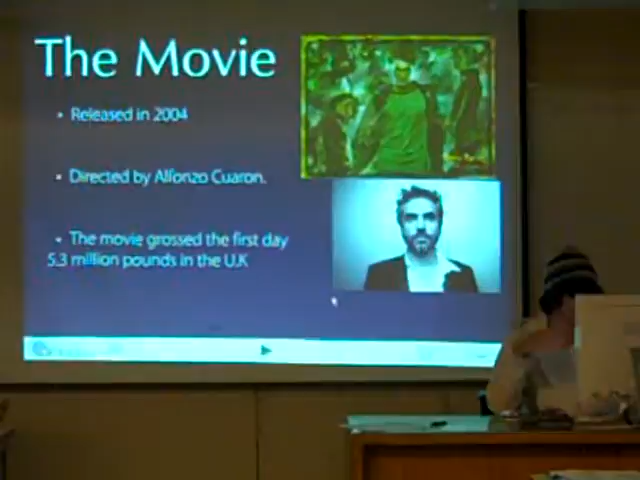 The Movie
• Released in 2004
• Directed by Alfonzo Cuaron.
• The movie grossed the first day
5.3 million pounds in the U.K